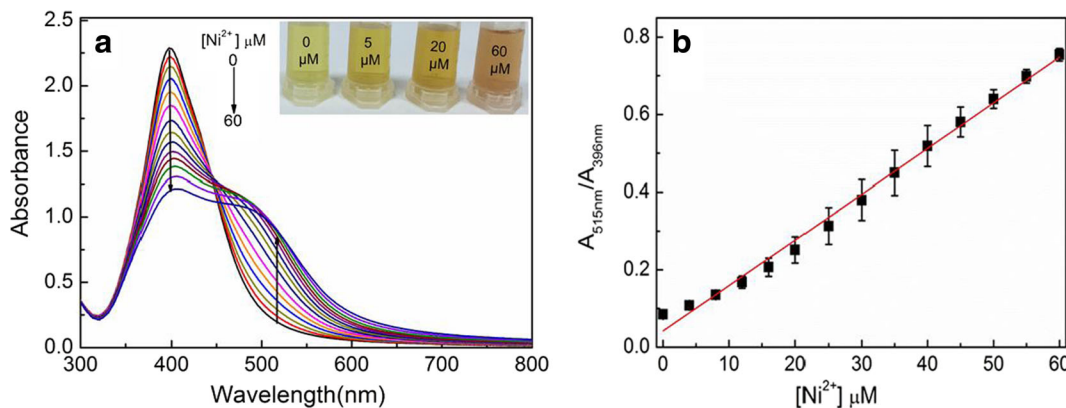 a
[Ni²⁺] μM
0
60
0
μM
5
μM
20
μM
60
μM
2.5
2.0
1.5
1.0
0.5
0.0
Absorbance
300 400 500 600 700 800
Wavelength(nm)
b
0.8
0.6
0.4
0.2
0.0
A515nm/A396nm
0 10 20 30 40 50 60
[Ni²⁺] μM